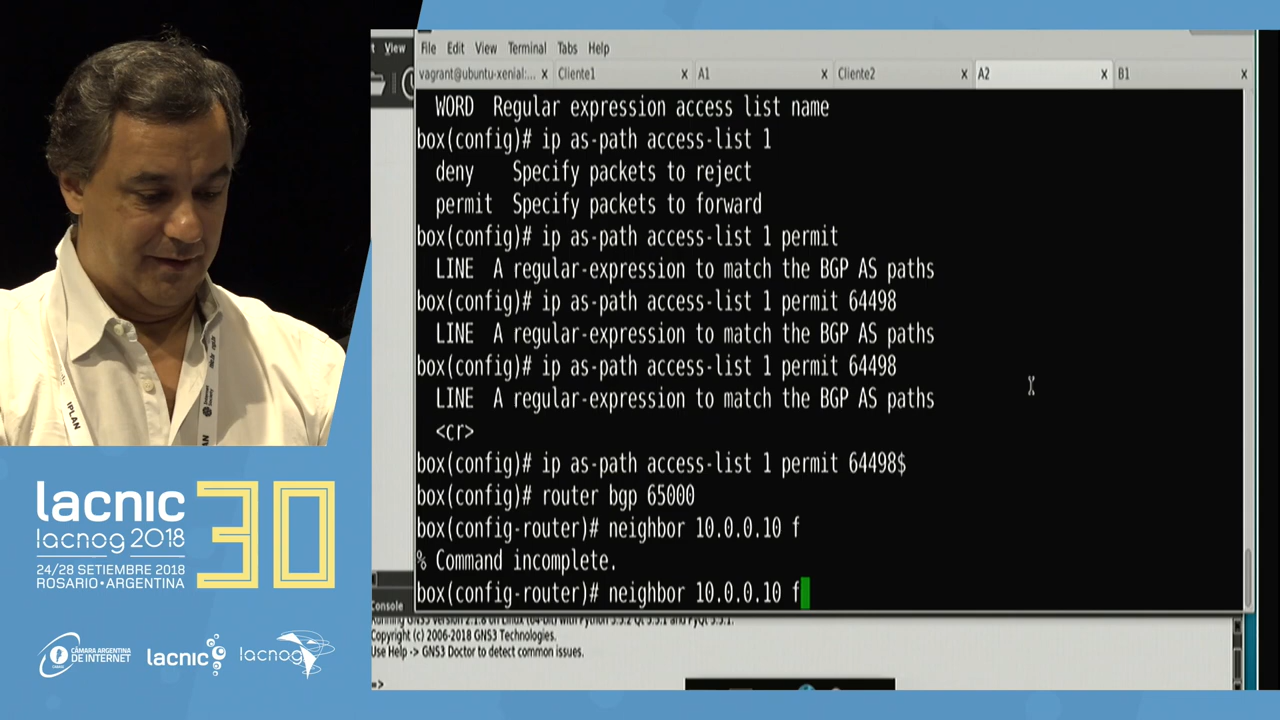 View
File Edit View Terminal Tabs Help
vagrant@ubuntu-xenial:... × Cliente1 × A1 × Cliente2 × A2 × B1 ×
WORD Regular expression access list name
box(config)# ip as-path access-list 1
deny Specify packets to reject
permit Specify packets to forward
box(config)# ip as-path access-list 1 permit
LINE A regular-expression to match the BGP AS paths
box(config)# ip as-path access-list 1 permit 64498
LINE A regular-expression to match the BGP AS paths
box(config)# ip as-path access-list 1 permit 64498
LINE A regular-expression to match the BGP AS paths
<cr>
box(config)# ip as-path access-list 1 permit 64498$
box(config)# router bgp 65000
box(config-router)# neighbor 10.0.0.10 f
% Command incomplete.
box(config-router)# neighbor 10.0.0.10 f
Console
Copyright (c) 2006-2018 GNS3 Technologies.
Use Help -> GNS3 Doctor to detect common issues.
=>
IPLAN
lacnic 30
lacnog 2018
24/28 SETIEMBRE 2018
ROSARIO•ARGENTINA
CÁMARA ARGENTINA
DE INTERNET
lacnic
lacnog